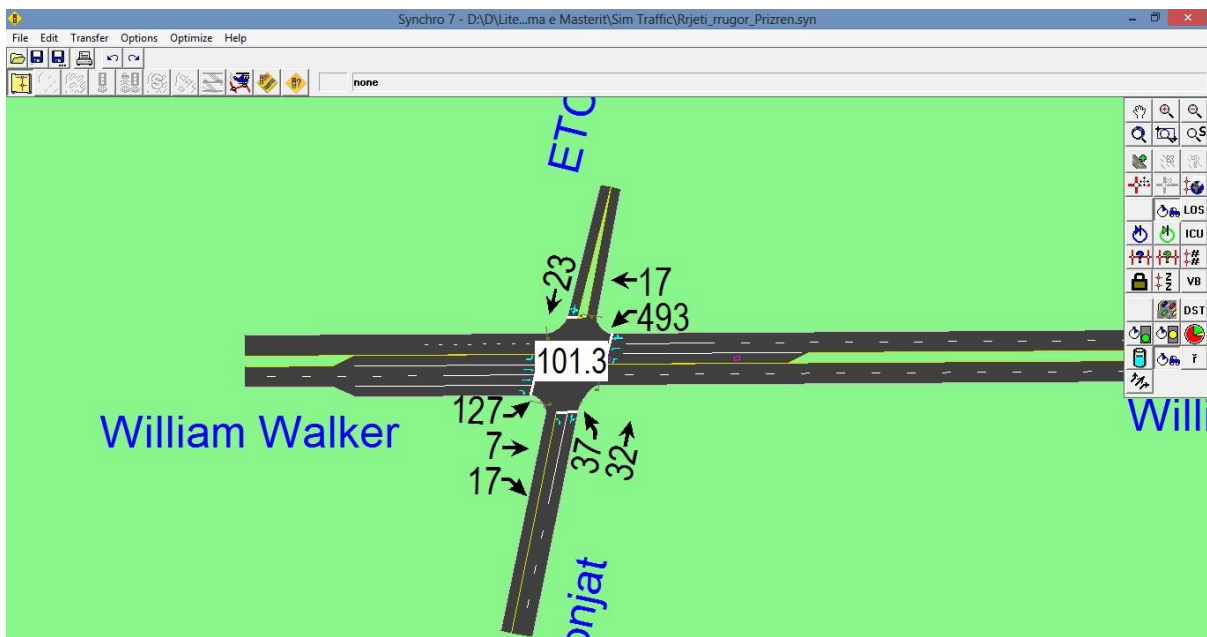 Synchro 7 - D:\D\Lite...ma e Masterit\Sim Traffic\Rrjeti_rrugor_Prizren.syn
File Edit Transfer Options Optimize Help
none
ETC
LOS
ICU
VB
DST
23
17
493
101.3
127
7
17
37
32
William Walker
Willi
onjat